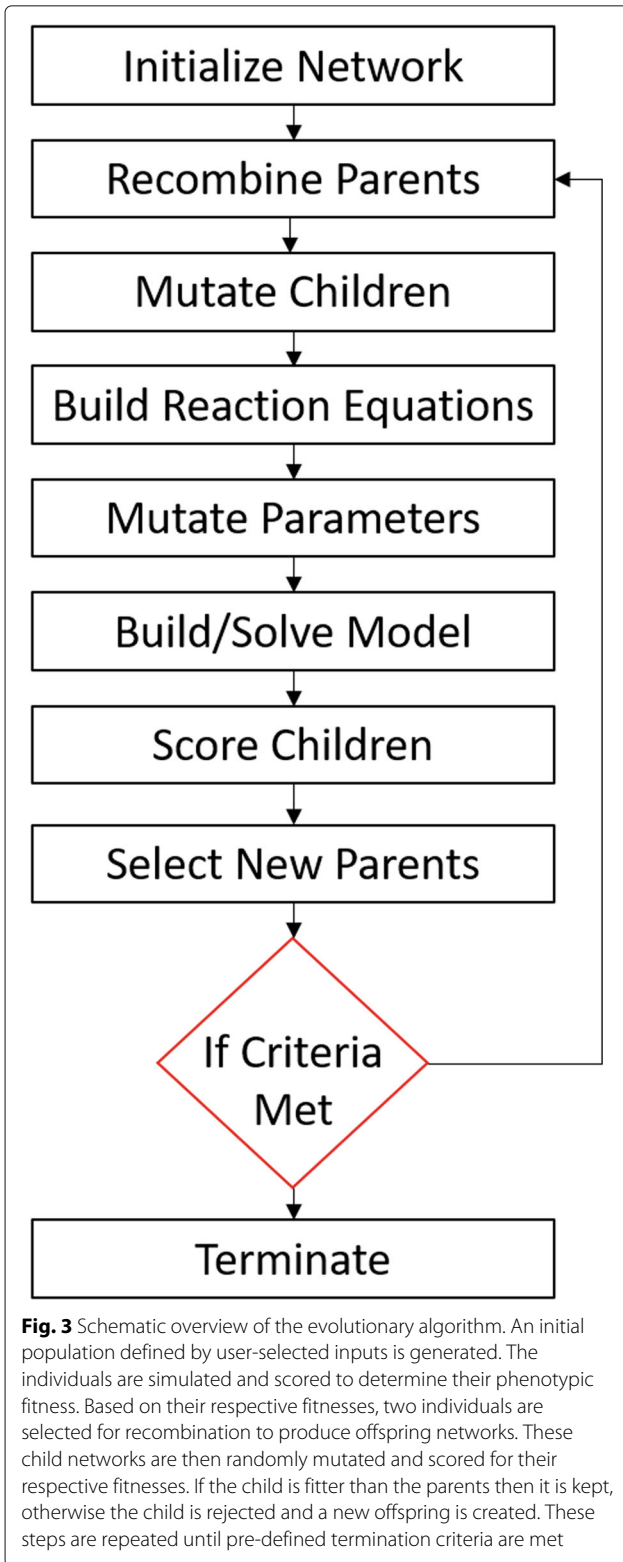 Initialize Network
Recombine Parents
Mutate Children
Build Reaction Equations
Mutate Parameters
Build/Solve Model
Score Children
Select New Parents
If Criteria
Met
Terminate
Fig. 3 Schematic overview of the evolutionary algorithm. An initial
population defined by user-selected inputs is generated. The
individuals are simulated and scored to determine their phenotypic
fitness. Based on their respective fitnesses, two individuals are
selected for recombination to produce offspring networks. These
child networks are then randomly mutated and scored for their
respective fitnesses. If the child is fitter than the parents then it is kept,
otherwise the child is rejected and a new offspring is created. These
steps are repeated until pre-defined termination criteria are met